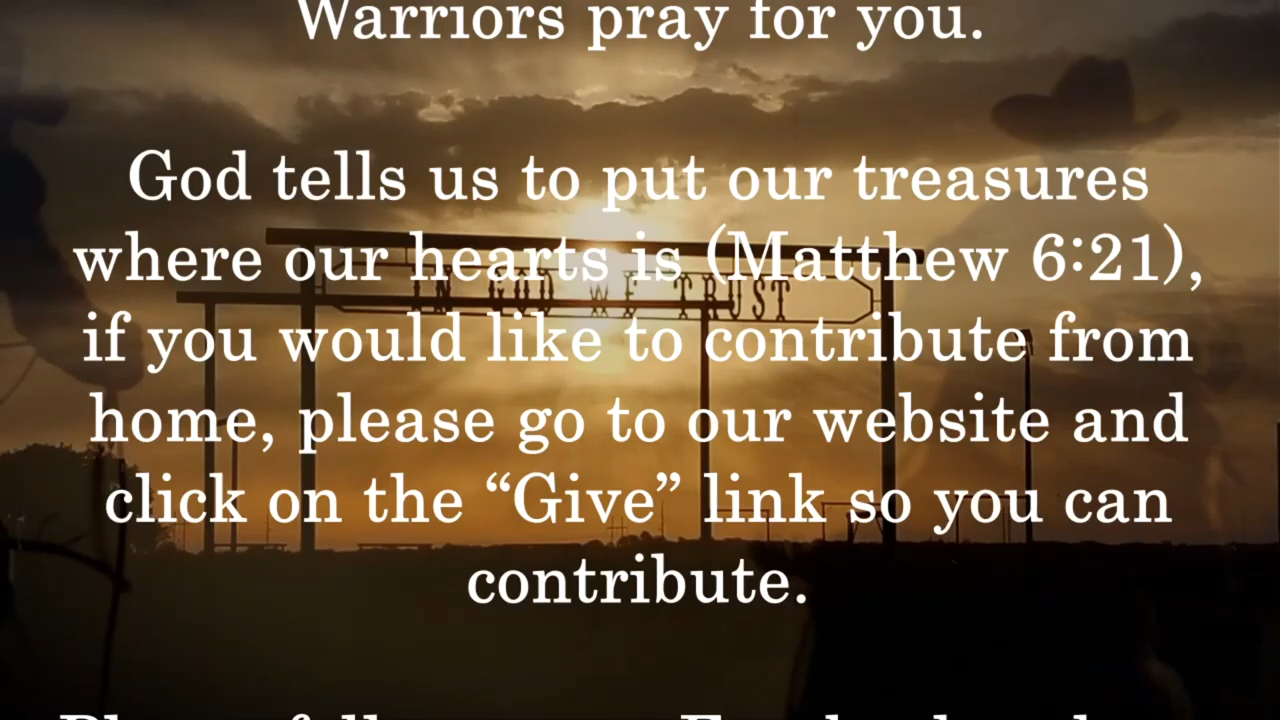 Warriors pray for you.
God tells us to put our treasures
where our hearts is (Matthew 6:21),
IN GOD WE TRUST
if you would like to contribute from
home, please go to our website and
click on the “Give” link so you can
contribute.